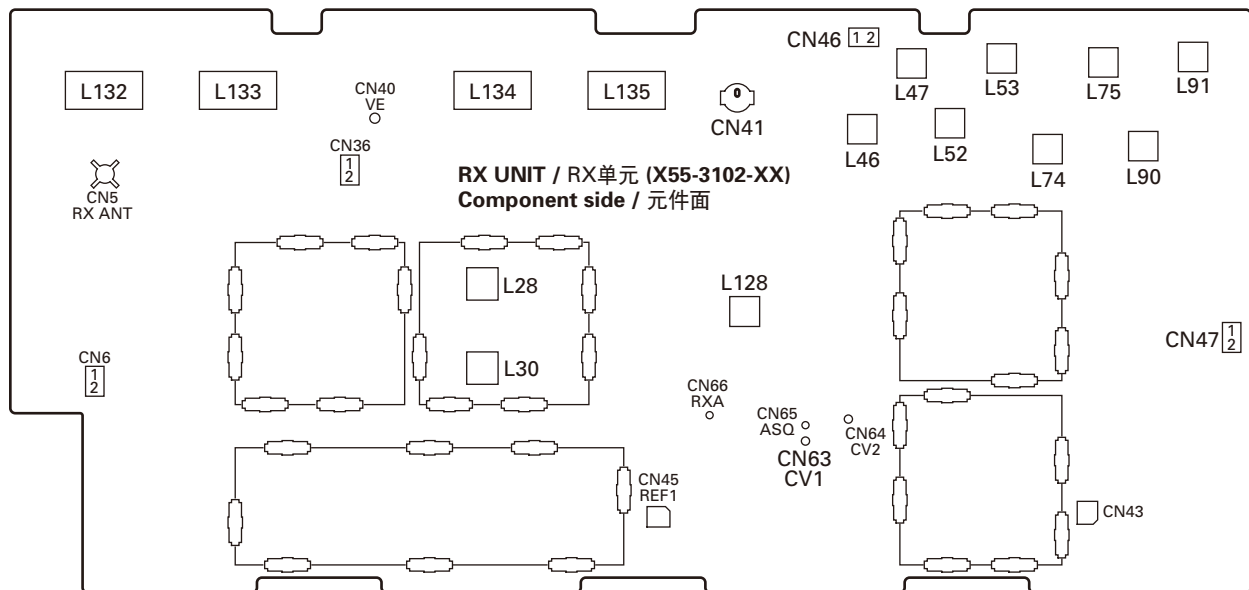 CN46 1 2
L132
L133
CN40
VE
L134
L135
CN41
L47
L53
L75
L91
L46
L52
L74
L90
CN36
1
2
CN5
RX ANT
RX UNIT / RX单元 (X55-3102-XX)
Component side / 元件面
L28
L128
L30
CN47
1
2
CN6
1
2
CN66
RXA
CN65
ASQ
CN63
CV1
CN64
CV2
CN45
REF1
CN43